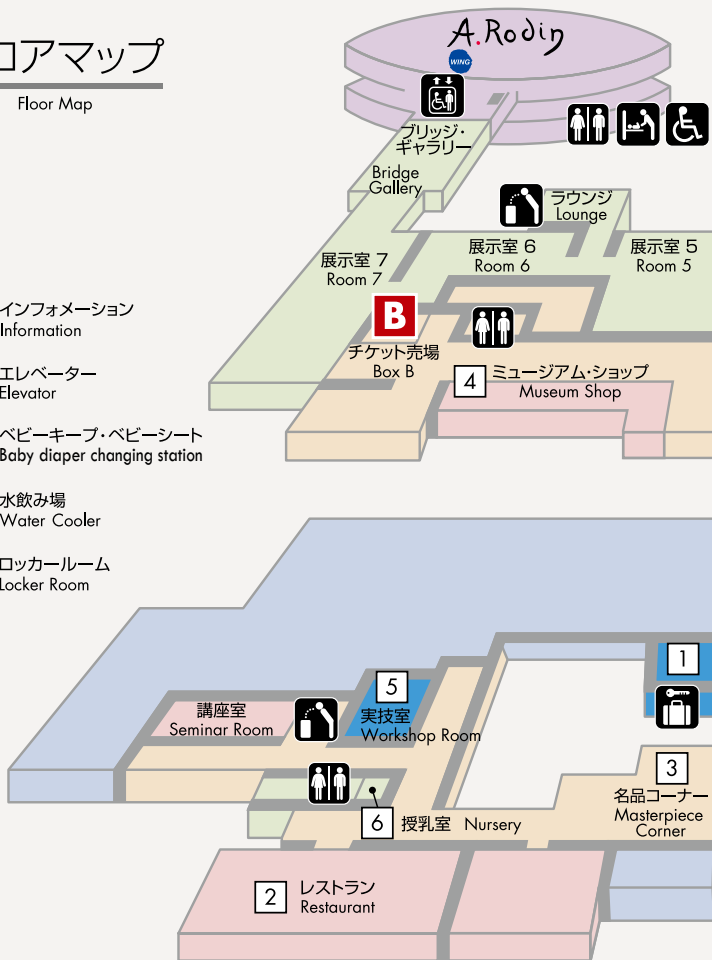 ロアマップ
Floor Map
A.Rodin
WING
ブリッジ・
ギャラリー
Bridge
Gallery
ラウンジ
Lounge
展示室 7
Room 7
展示室 6
Room 6
展示室 5
Room 5
B
チケット売場
Box B
4
ミュージアム・ショップ
Museum Shop
インフォメーション
Information
エレベーター
Elevator
ベビーキープ・ベビーシート
Baby diaper changing station
水飲み場
Water Cooler
ロッカールーム
Locker Room
1
講座室
Seminar Room
5
実技室
Workshop Room
3
名品コーナー
Masterpiece
Corner
6
授乳室 Nursery
2
レストラン
Restaurant